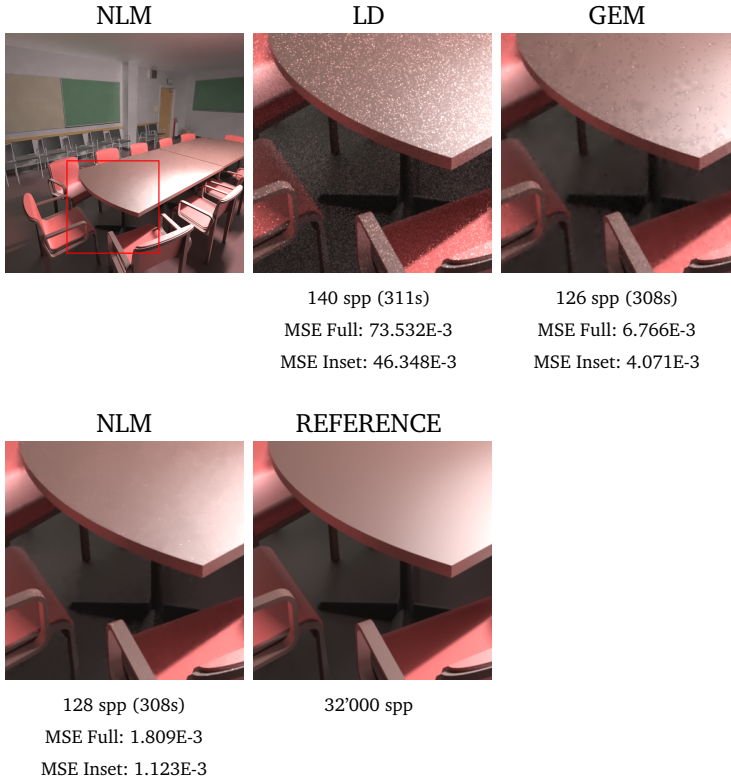 NLM
LD
GEM
140 spp (311s)
126 spp (308s)
MSE Full: 73.532E-3
MSE Full: 6.766E-3
MSE Inset: 46.348E-3
MSE Inset: 4.071E-3
NLM
REFERENCE
128 spp (308s)
32'000 spp
MSE Full: 1.809E-3
MSE Inset: 1.123E-3